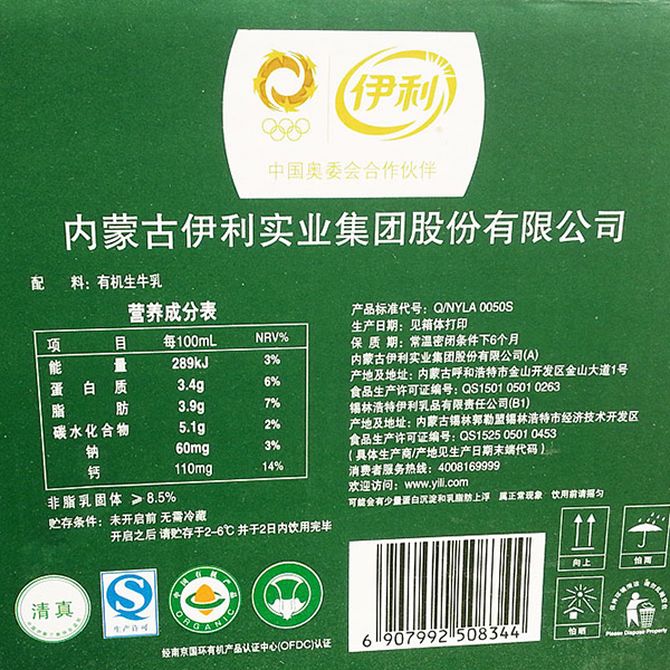 伊利
中国奥委会合作伙伴
内蒙古伊利实业集团股份有限公司
配 料: 有机生牛乳
营养成分表
项 目 每100mL NRV%
能 量 289kJ 3%
蛋 白 质 3.4g 6%
脂 肪 3.9g 7%
碳水化合物 5.1g 2%
钠 60mg 3%
钙 110mg 14%
非脂乳固体 ≥8.5%
贮存条件: 未开启前 无需冷藏
开启之后 请贮存于2-6℃ 并于2日内饮用完毕
产品标准代号: Q/NYLA 0050S
生产日期: 见箱体打印
保 质 期: 常温密闭条件下6个月
内蒙古伊利实业集团股份有限公司(A)
产地及地址: 内蒙古呼和浩特市金山开发区金山大道1号
食品生产许可证编号: QS1501 0501 0263
锡林浩特伊利乳品有限责任公司(B1)
产地及地址: 内蒙古锡林郭勒盟锡林浩特市经济技术开发区
食品生产许可证编号: QS1525 0501 0453
(具体生产商/产地见生产日期末端代码)
消费者服务热线: 4008169999
欢迎访问: www.yili.com
可能会有少量蛋白沉淀和乳脂肪上浮 属正常现象 饮用前请摇匀
向上
怕雨
怕晒
Please Dispose Properly
清真
QS
生产许可
中国有机产品
ORGANIC
经南京国环有机产品认证中心(OFDC)认证
6 907992 508344